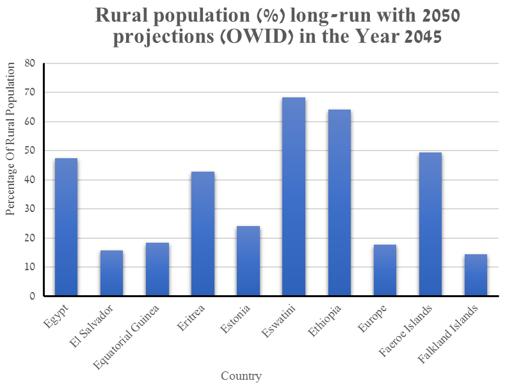 Rural population (%) long-run with 2050
projections (OWID) in the Year 2045
Percentage Of Rural Population
80
70
60
50
40
30
20
10
0
Egypt
El Salvador
Equatorial Guinea
Eritrea
Estonia
Eswatini
Ethiopia
Europe
Faeroe Islands
Falkland Islands
Country